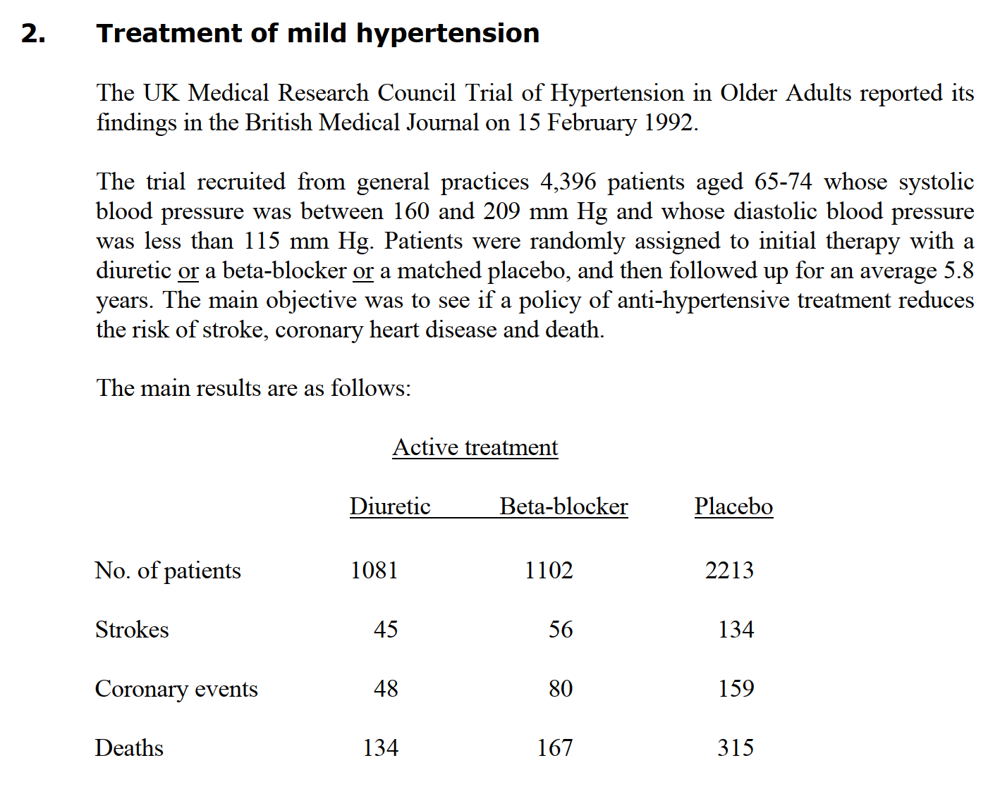 2. Treatment of mild hypertension
The UK Medical Research Council Trial of Hypertension in Older Adults reported its
findings in the British Medical Journal on 15 February 1992.
The trial recruited from general practices 4,396 patients aged 65-74 whose systolic
blood pressure was between 160 and 209 mm Hg and whose diastolic blood pressure
was less than 115 mm Hg. Patients were randomly assigned to initial therapy with a
diuretic or a beta-blocker or a matched placebo, and then followed up for an average 5.8
years. The main objective was to see if a policy of anti-hypertensive treatment reduces
the risk of stroke, coronary heart disease and death.
The main results are as follows:
Active treatment
Diuretic Beta-blocker Placebo
No. of patients 1081 1102 2213
Strokes 45 56 134
Coronary events 48 80 159
Deaths 134 167 315